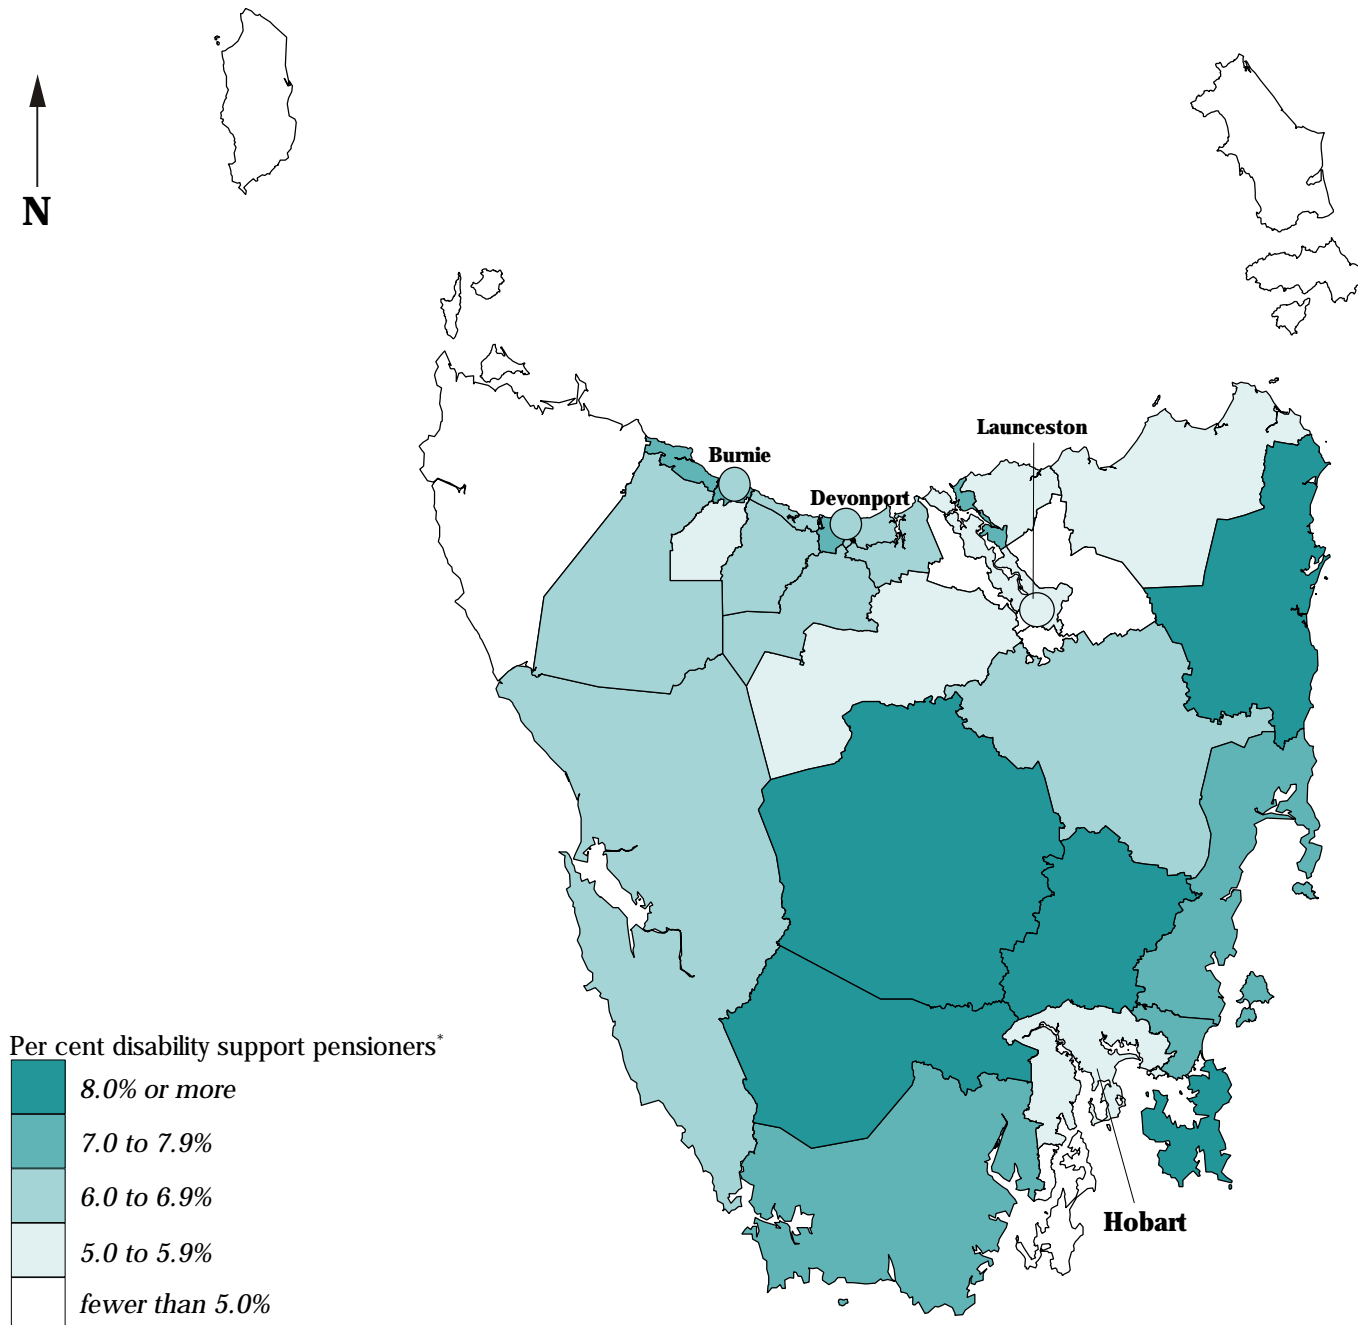 N
Launceston
Burnie
Devonport
Per cent disability support pensioners*
8.0% or more
7.0 to 7.9%
6.0 to 6.9%
5.0 to 5.9%
fewer than 5.0%
Hobart